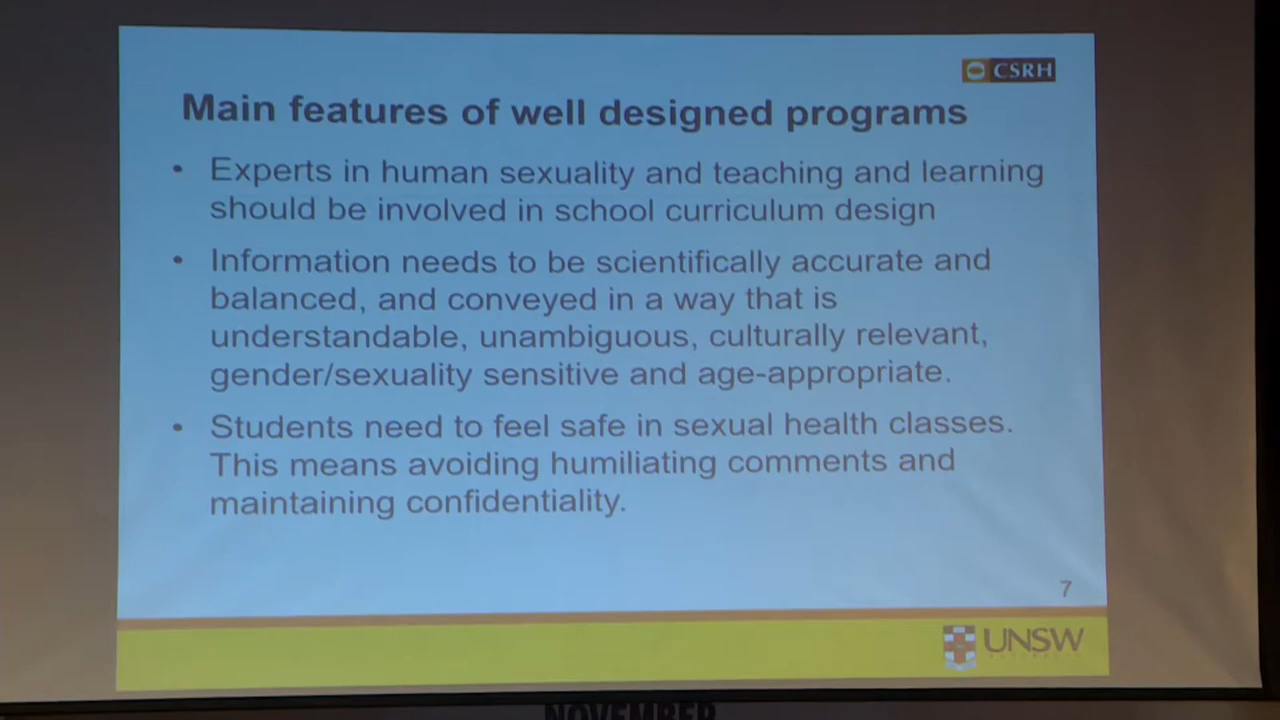 CSRH
Main features of well designed programs
• Experts in human sexuality and teaching and learning
should be involved in school curriculum design
• Information needs to be scientifically accurate and
balanced, and conveyed in a way that is
understandable, unambiguous, culturally relevant,
gender/sexuality sensitive and age-appropriate.
• Students need to feel safe in sexual health classes.
This means avoiding humiliating comments and
maintaining confidentiality.
7
UNSW
NOVEMBER